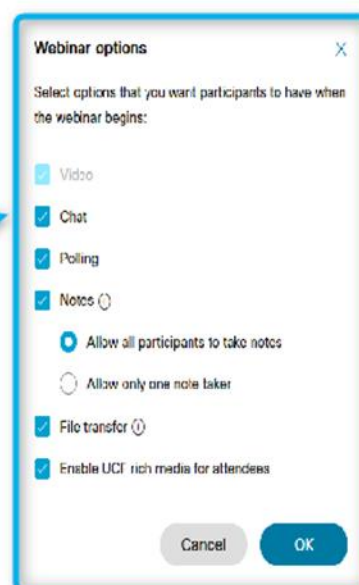 Webinar options
X
Select options that you want participants to have when
the webinar begins:
Video
Chat
Polling
Notes
Allow all participants to take notes
Allow only one note taker
File transfer
Enable UCF rich media for attendees
Cancel
OK